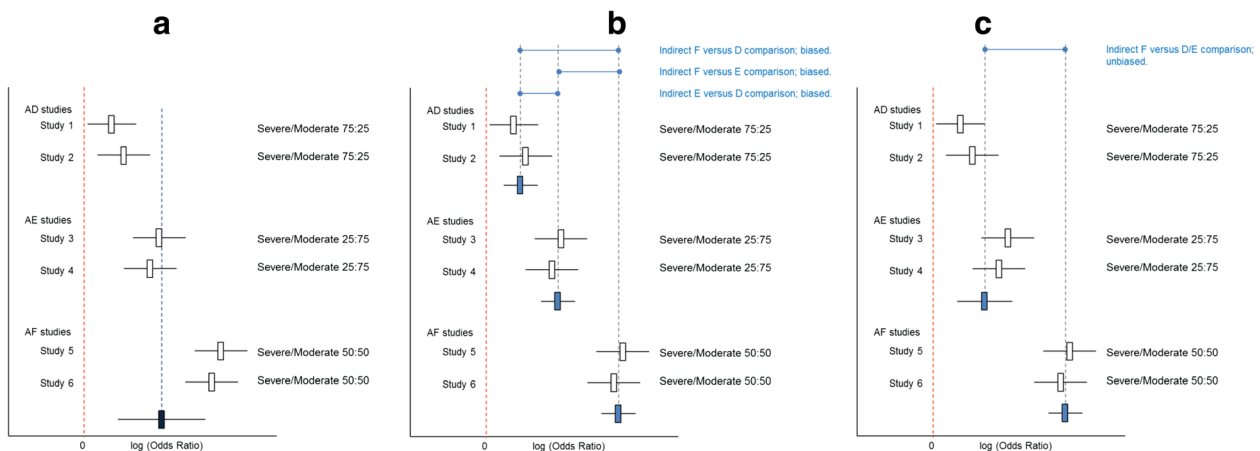 a
AD studies
Study 1 Severe/Moderate 75:25
Study 2 Severe/Moderate 75:25
AE studies
Study 3 Severe/Moderate 25:75
Study 4 Severe/Moderate 25:75
AF studies
Study 5 Severe/Moderate 50:50
Study 6 Severe/Moderate 50:50
0 log (Odds Ratio)
b
Indirect F versus D comparison; biased.
Indirect F versus E comparison; biased.
Indirect E versus D comparison; biased.
AD studies
Study 1 Severe/Moderate 75:25
Study 2 Severe/Moderate 75:25
AE studies
Study 3 Severe/Moderate 25:75
Study 4 Severe/Moderate 25:75
AF studies
Study 5 Severe/Moderate 50:50
Study 6 Severe/Moderate 50:50
0 log (Odds Ratio)
c
Indirect F versus D/E comparison;
unbiased.
AD studies
Study 1 Severe/Moderate 75:25
Study 2 Severe/Moderate 75:25
AE studies
Study 3 Severe/Moderate 25:75
Study 4 Severe/Moderate 25:75
AF studies
Study 5 Severe/Moderate 50:50
Study 6 Severe/Moderate 50:50
0 log (Odds Ratio)